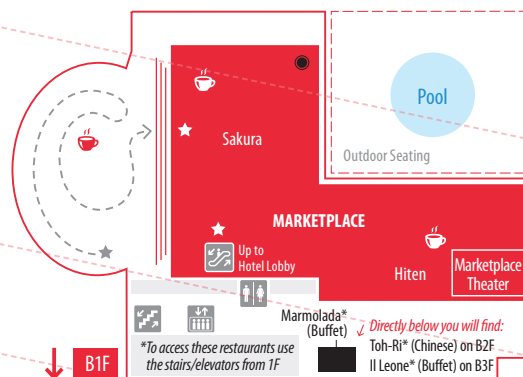 Pool
Sakura
Outdoor Seating
MARKETPLACE
Up to
Hotel Lobby
Hiten
Marketplace
Theater
Marmolada*
(Buffet)
Directly below you will find:
Toh-Ri* (Chinese) on B2F
Il Leone* (Buffet) on B3F
*To access these restaurants use
the stairs/elevators from 1F
B1F